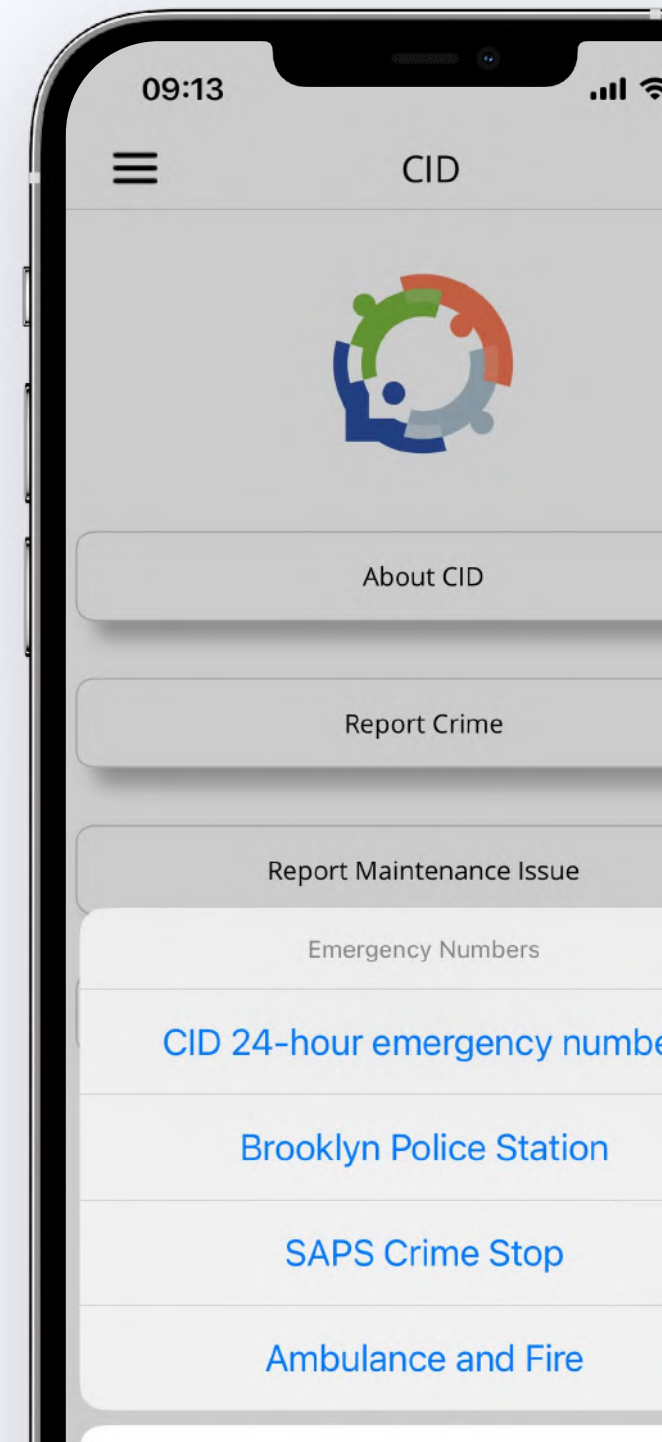 09:13
CID
About CID
Report Crime
Report Maintenance Issue
Emergency Numbers
CID 24-hour emergency numbe
Brooklyn Police Station
SAPS Crime Stop
Ambulance and Fire